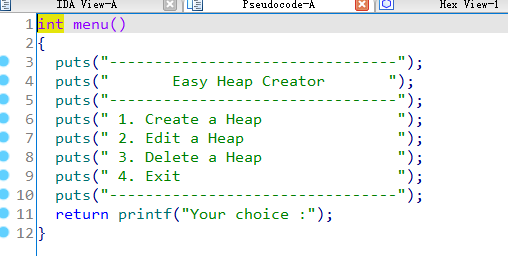 IDA View-A Pseudocode-A Hex View-1
1 int menu()
2 {
3   puts("--------------------------------");
4   puts("       Easy Heap Creator       ");
5   puts("--------------------------------");
6   puts(" 1. Create a Heap               ");
7   puts(" 2. Edit a Heap                 ");
8   puts(" 3. Delete a Heap               ");
9   puts(" 4. Exit                        ");
10   puts("--------------------------------");
11   return printf("Your choice :");
12 }